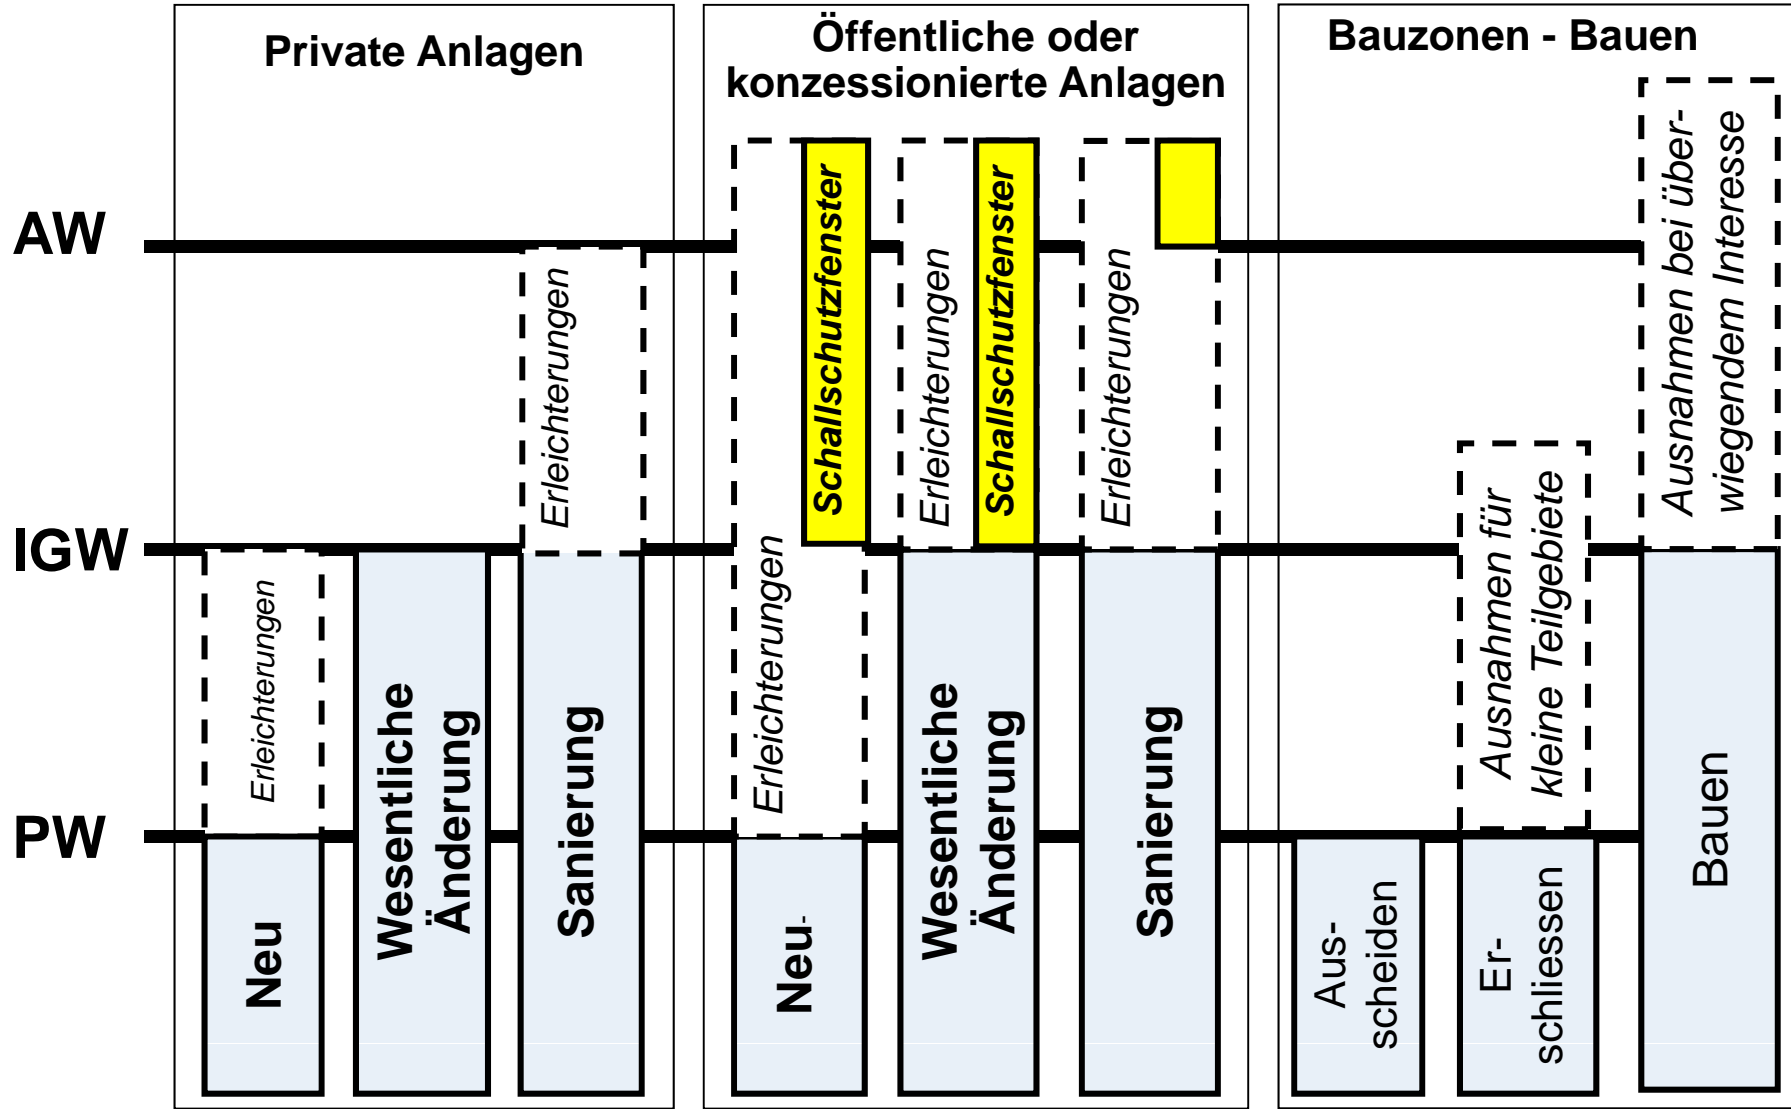 Private Anlagen
Öffentliche oder
konzessionierte Anlagen
Bauzonen - Bauen
AW
IGW
PW
Erleichterungen
Neu
Wesentliche
Änderung
Erleichterungen
Sanierung
Erleichterungen
Schallschutzfenster
Neu-
Erleichterungen
Schallschutzfenster
Wesentliche
Änderung
Erleichterungen
Sanierung
Aus-
scheiden
Ausnahmen für
kleine Teilgebiete
Er-
schliessen
Ausnahmen bei über-
wiegendem Interesse
Bauen